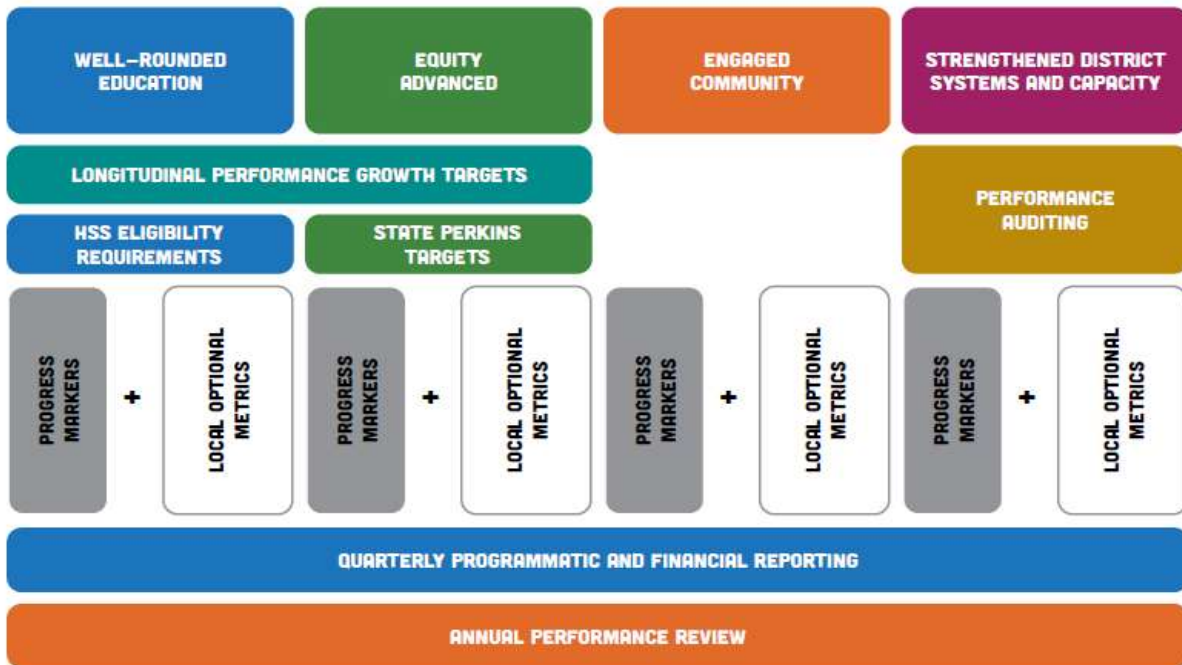 WELL-ROUNDED
EDUCATION
EQUITY
ADVANCED
ENGAGED
COMMUNITY
STRENGTHENED DISTRICT
SYSTEMS AND CAPACITY
LONGITUDINAL PERFORMANCE GROWTH TARGETS
PERFORMANCE
AUDITING
HSS ELIGIBILITY
REQUIREMENTS
STATE PERKINS
TARGETS
PROGRESS
MARKERS
+
LOCAL OPTIONAL
METRICS
PROGRESS
MARKERS
+
LOCAL OPTIONAL
METRICS
PROGRESS
MARKERS
+
LOCAL OPTIONAL
METRICS
PROGRESS
MARKERS
+
LOCAL OPTIONAL
METRICS
QUARTERLY PROGRAMMATIC AND FINANCIAL REPORTING
ANNUAL PERFORMANCE REVIEW